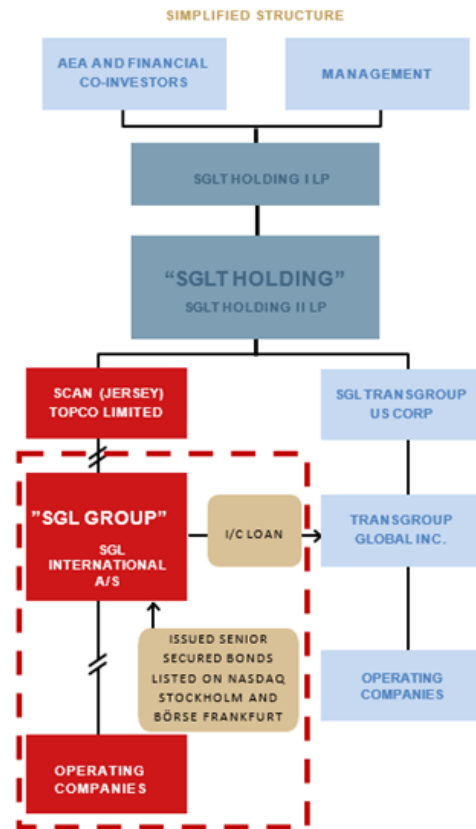 SIMPLIFIED STRUCTURE
AEA AND FINANCIAL
CO-INVESTORS
MANAGEMENT
SGLT HOLDING I LP
“SGLT HOLDING”
SGLT HOLDING II LP
SCAN (JERSEY)
TOPCO LIMITED
SGL TRANSGROUP
US CORP
”SGL GROUP”
SGL
INTERNATIONAL
A/S
I/C LOAN
TRANSGROUP
GLOBAL INC.
ISSUED SENIOR
SECURED BONDS
LISTED ON NASDAQ
STOCKHOLM AND
BÖRSE FRANKFURT
OPERATING
COMPANIES
OPERATING
COMPANIES